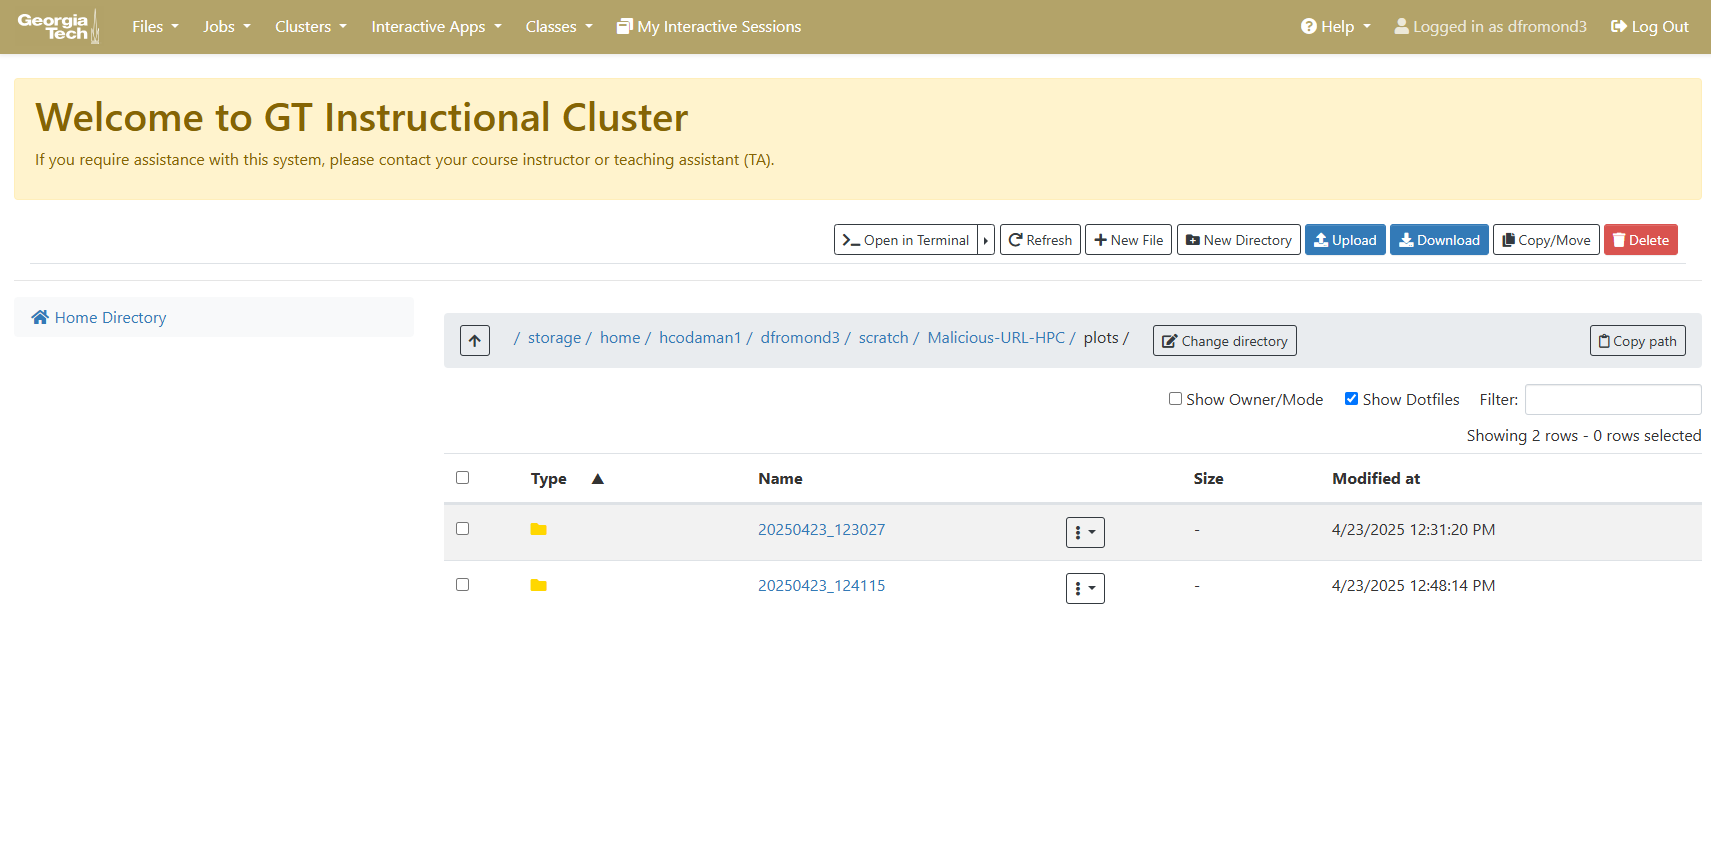 Georgia
Tech
Files Jobs Clusters Interactive Apps Classes My Interactive Sessions Help Logged in as dfromond3 Log Out
Welcome to GT Instructional Cluster
If you require assistance with this system, please contact your course instructor or teaching assistant (TA).
Open in Terminal Refresh New File New Directory Upload Download Copy/Move Delete
Home Directory
/ storage / home / hcodaman1 / dfromond3 / scratch / Malicious-URL-HPC / plots / Change directory Copy path
Show Owner/Mode Show Dotfiles Filter:
Showing 2 rows - 0 rows selected
Type Name Size Modified at
20250423_123027 - 4/23/2025 12:31:20 PM
20250423_124115 - 4/23/2025 12:48:14 PM